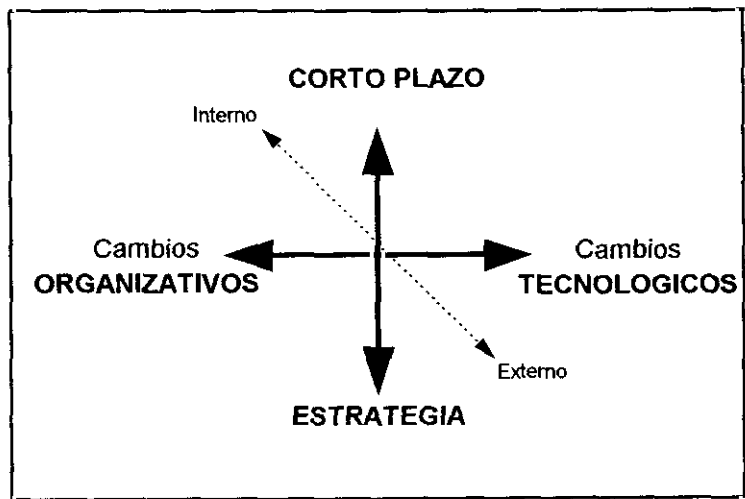 CORTO PLAZO
Interno
Cambios
ORGANIZATIVOS
Cambios
TECNOLOGICOS
Externo
ESTRATEGIA